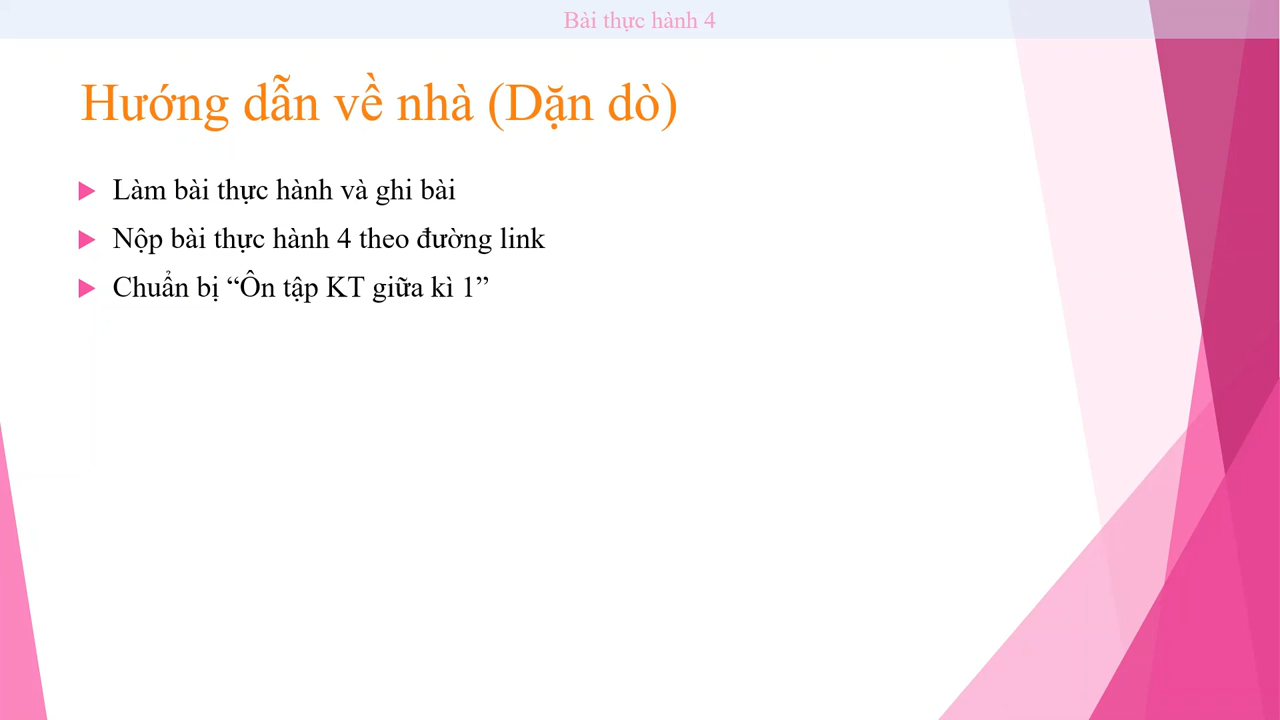 Bài thực hành 4
Hướng dẫn về nhà (Dặn dò)
Làm bài thực hành và ghi bài
Nộp bài thực hành 4 theo đường link
Chuẩn bị “Ôn tập KT giữa kì 1”